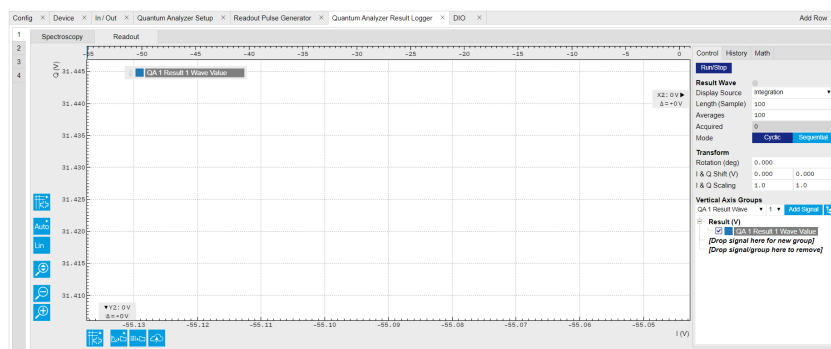 Config × Device × In / Out × Quantum Analyzer Setup × Readout Pulse Generator × Quantum Analyzer Result Logger × DIO × Add Row
1 Spectroscopy Readout
2
3
4
-55 -50 -45 -40 -35 -30 -25 -20 -15 -10 -5 0
Q (V)
QA 1 Result 1 Wave Value
X2: 0 V ▶
Δ = +0 V
31.445
31.440
31.435
31.430
31.425
31.420
31.415
31.410
Auto
Lin
▼Y2: 0 V
Δ = +0 V
-55.13 -55.12 -55.11 -55.10 -55.09 -55.08 -55.07 -55.06 -55.05
I (V)
Control History Math
Run/Stop
Result Wave
Display Source Integration
Length (Sample) 100
Averages 100
Acquired 0
Mode Cyclic Sequential
Transform
Rotation (deg) 0.000
I & Q Shift (V) 0.000 0.000
I & Q Scaling 1.0 1.0
Vertical Axis Groups
QA 1 Result Wave 1 Add Signal
Result (V)
QA 1 Result 1 Wave Value
[Drop signal here for new group]
[Drop signal/group here to remove]